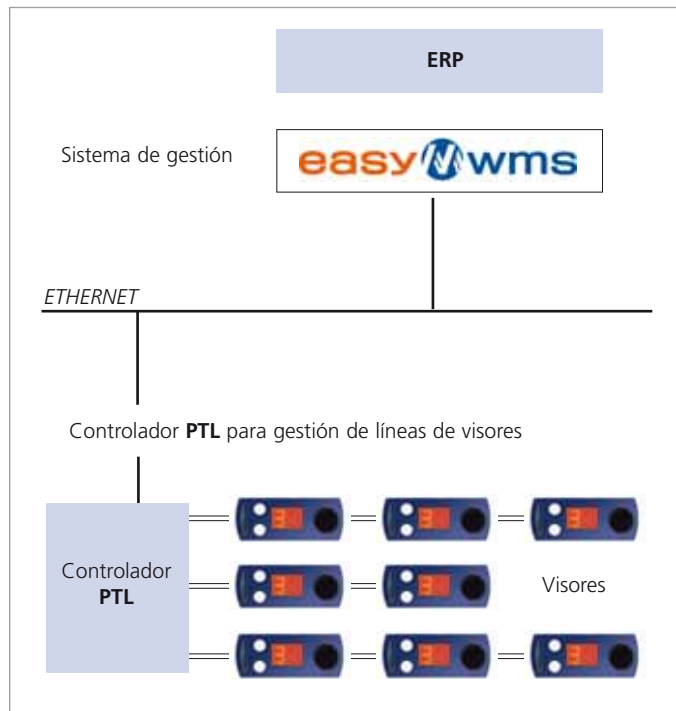 ERP
Sistema de gestión
easy wms
ETHERNET
Controlador PTL para gestión de líneas de visores
Controlador
PTL
Visores